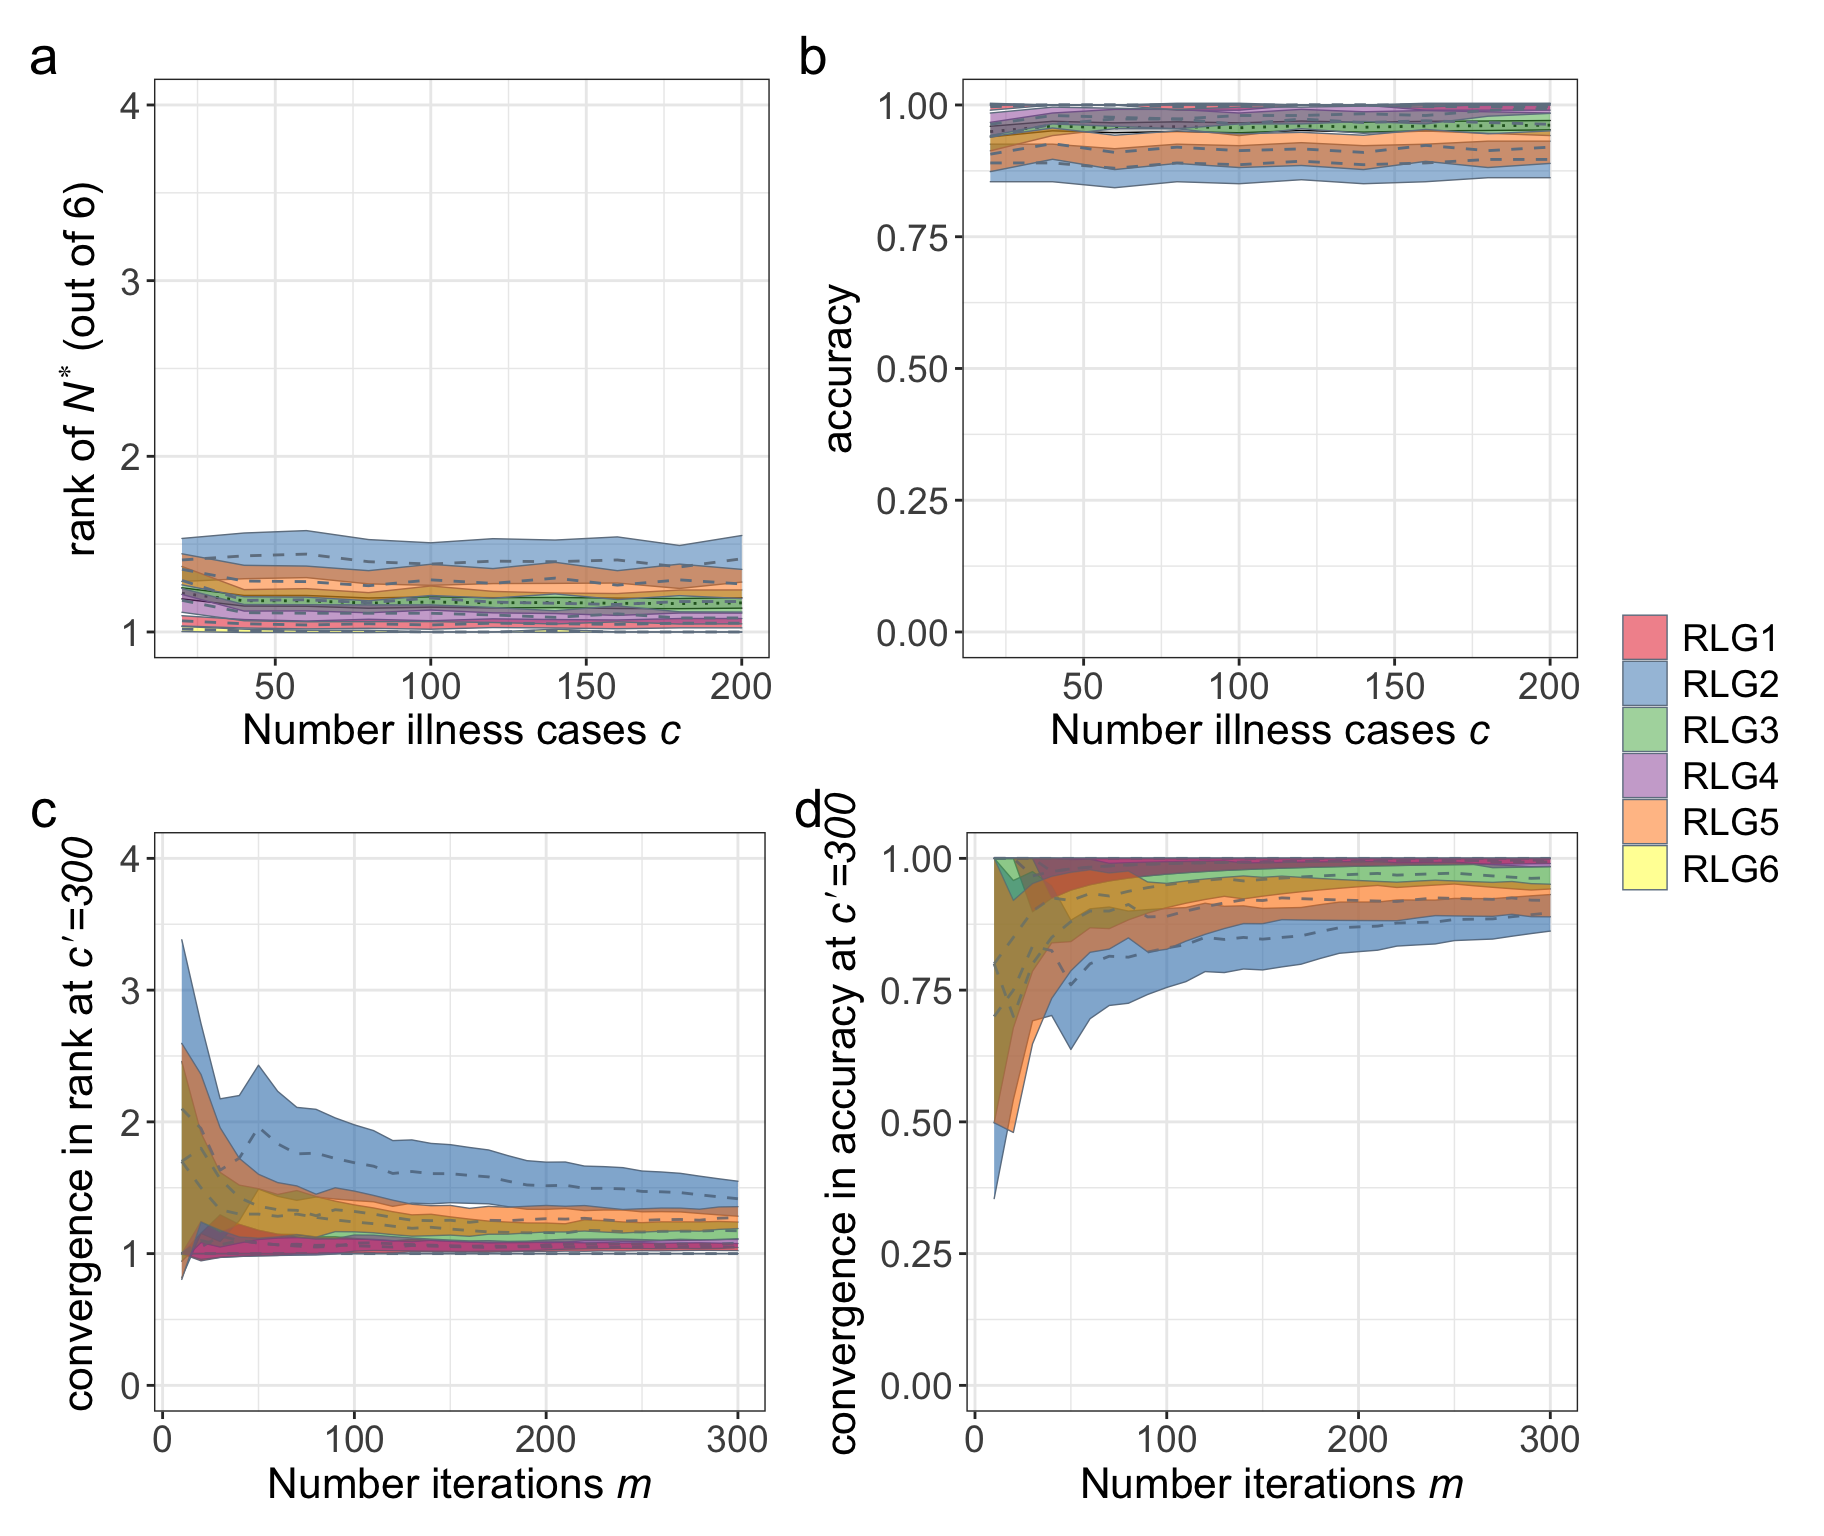 a
4
3
2
1
rank of N* (out of 6)
50 100 150 200
Number illness cases c
b
1.00
0.75
0.50
0.25
0.00
accuracy
50 100 150 200
Number illness cases c
RLG1
RLG2
RLG3
RLG4
RLG5
RLG6
c
4
3
2
1
0
convergence in rank at c′=300
0 100 200 300
Number iterations m
d
1.00
0.75
0.50
0.25
0.00
convergence in accuracy at c′=300
0 100 200 300
Number iterations m